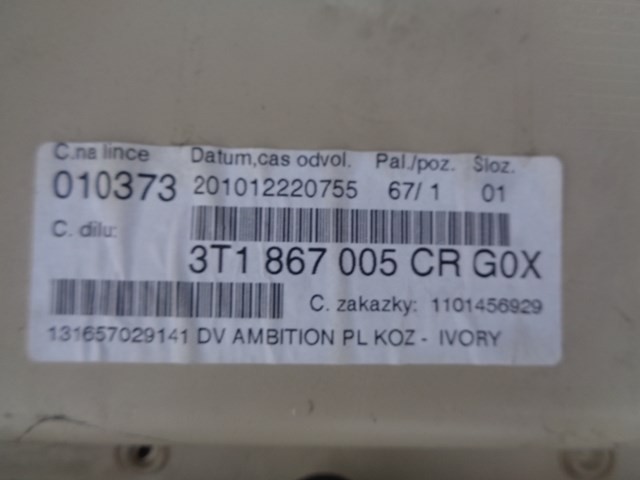 C.na lince Datum,cas odvol. Pal./poz. Sloz.
010373 201012220755 67/ 1 01
C. dilu:
3T1 867 005 CR G0X
C. zakazky: 1101456929
131657029141 DV AMBITION PL KOZ - IVORY